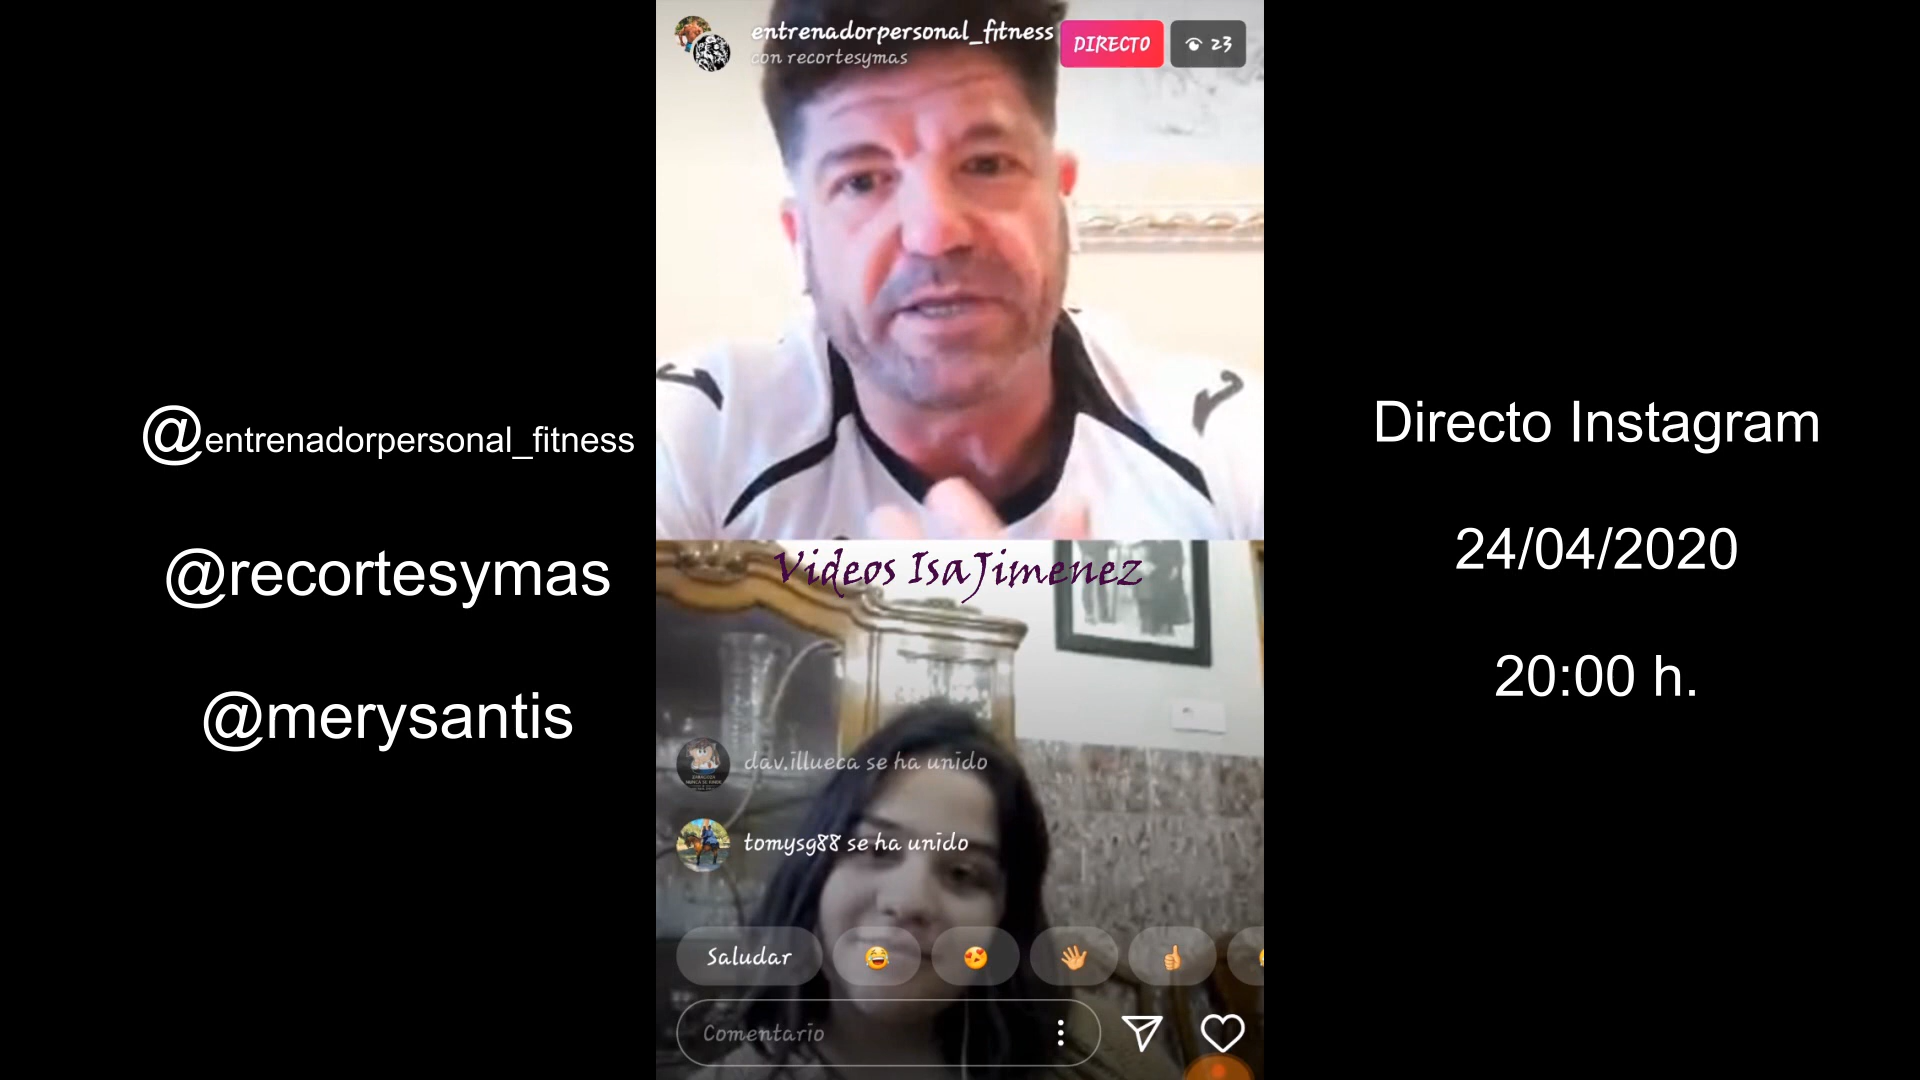 entrenadorpersonal_fitness
con recortesymas
DIRECTO
23
@entrenadorpersonal_fitness
@recortesymas
@merysantis
Videos IsaJimenez
dav.illueca se ha unido
tomysg88 se ha unido
Saludar
Comentario
Directo Instagram
24/04/2020
20:00 h.